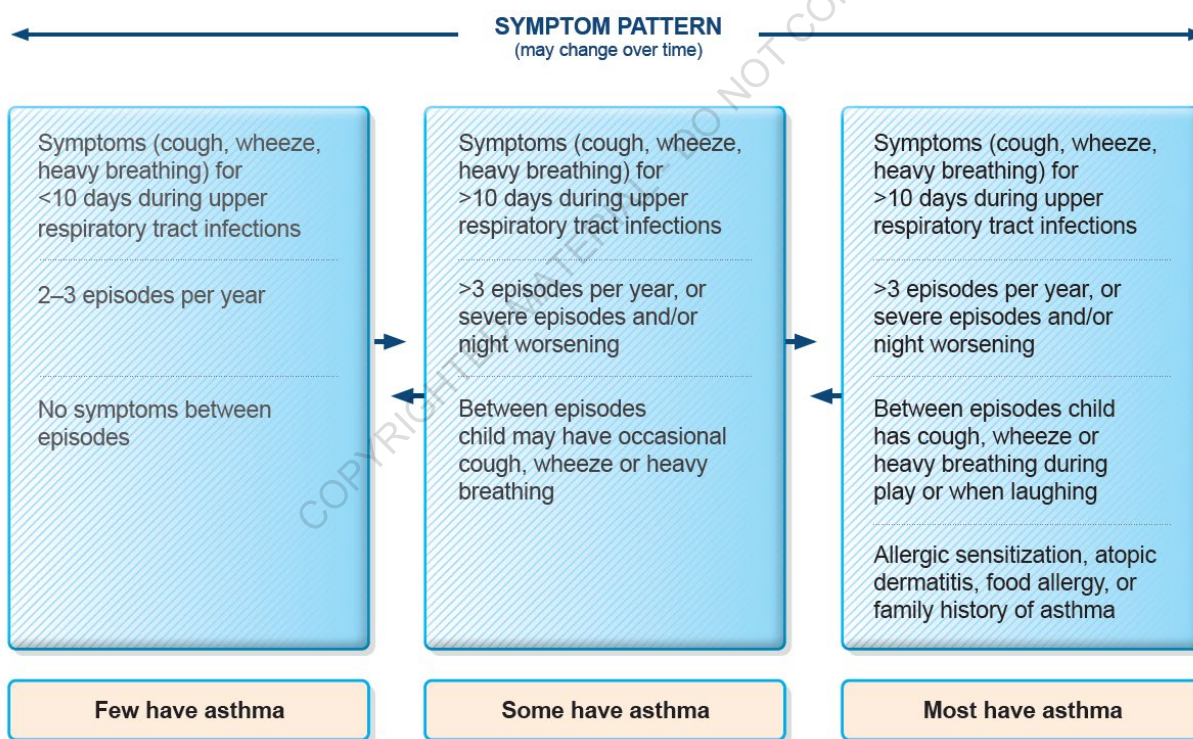 SYMPTOM PATTERN
(may change over time)
Symptoms (cough, wheeze,
heavy breathing) for
<10 days during upper
respiratory tract infections
2–3 episodes per year
No symptoms between
episodes
Few have asthma
Symptoms (cough, wheeze,
heavy breathing) for
>10 days during upper
respiratory tract infections
>3 episodes per year, or
severe episodes and/or
night worsening
Between episodes
child may have occasional
cough, wheeze or heavy
breathing
Some have asthma
Symptoms (cough, wheeze,
heavy breathing) for
>10 days during upper
respiratory tract infections
>3 episodes per year, or
severe episodes and/or
night worsening
Between episodes child
has cough, wheeze or
heavy breathing during
play or when laughing
Allergic sensitization, atopic
dermatitis, food allergy, or
family history of asthma
Most have asthma
COPYRIGHTED MATERIAL - DO NOT